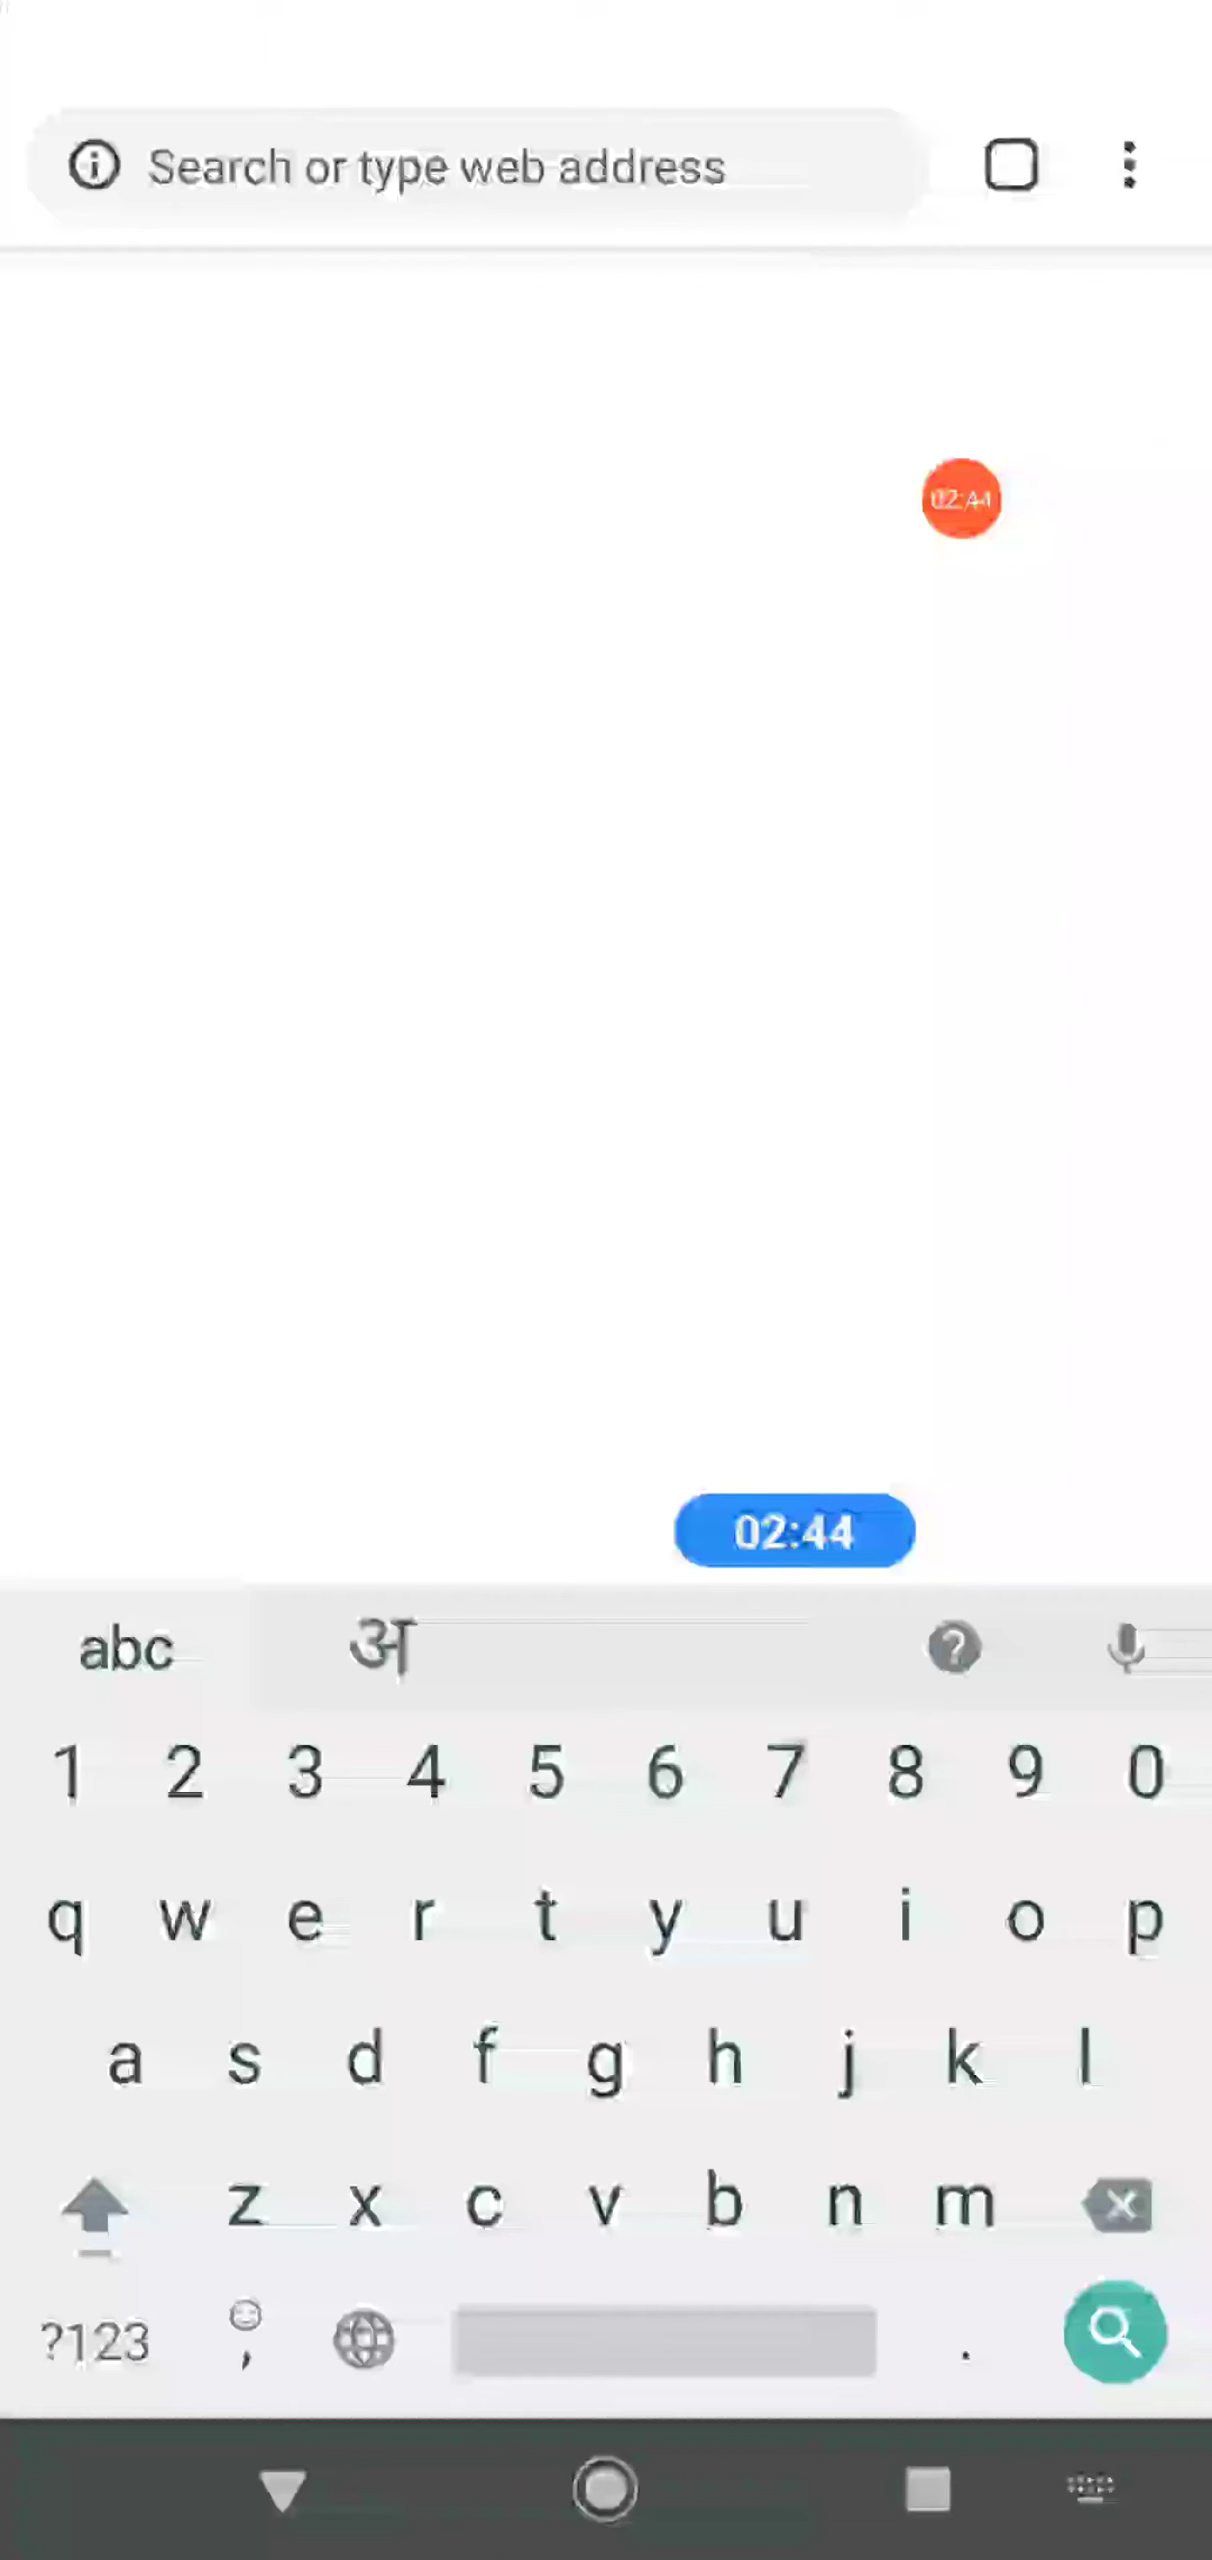 Search or type web address
02:44
02:44
abc अ
1 2 3 4 5 6 7 8 9 0
q w e r t y u i o p
a s d f g h j k l
z x c v b n m
?123 , .